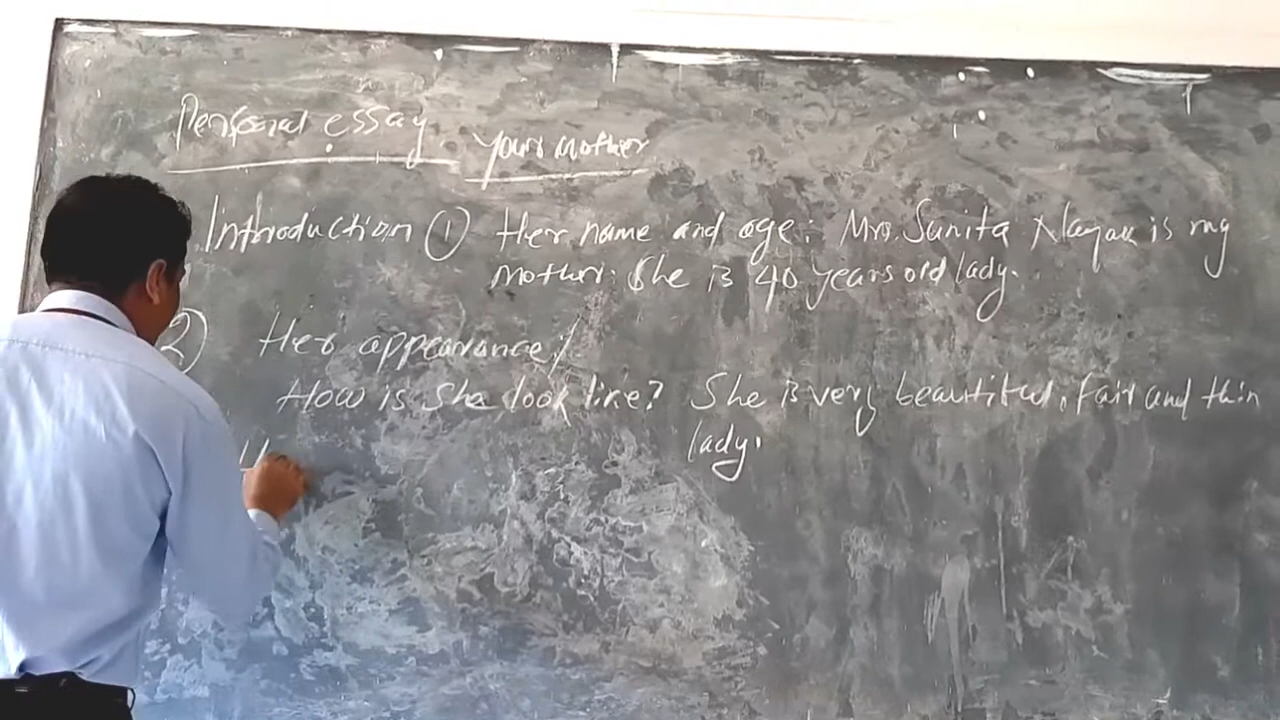 Personal essay Your Mother
Introduction ① Her name and age: Mrs. Sunita Nayak is my
mother. She is 40 years old lady.
② Her appearance:
How is she look like? She is very beautiful, fair and thin
lady.
H